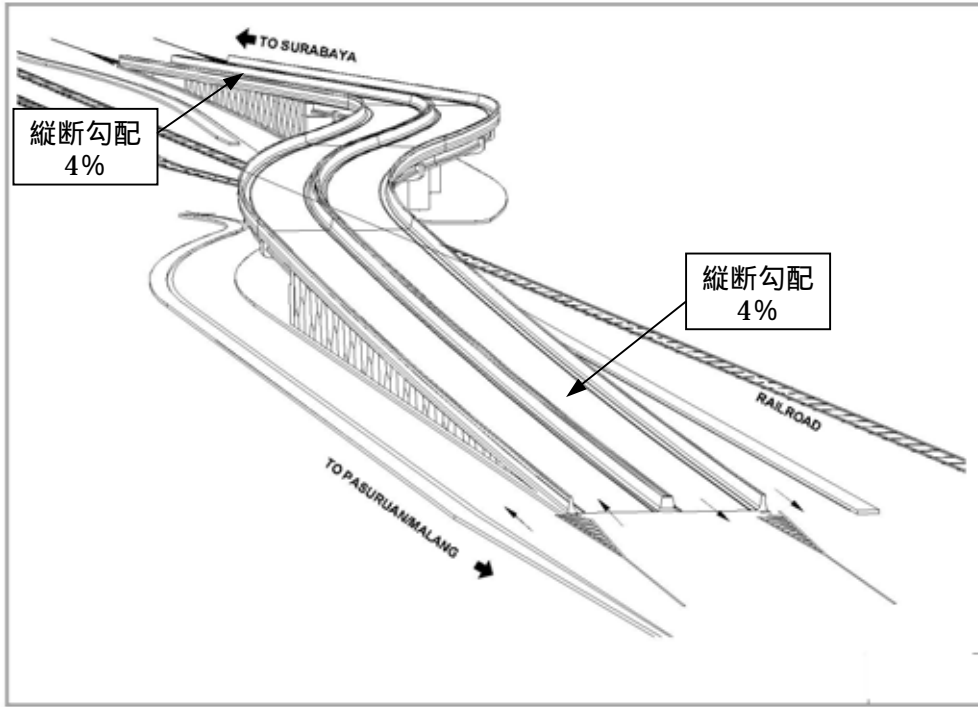 TO SURABAYA
縦断勾配
4%
縦断勾配
4%
RAILROAD
TO PASURUAN/MALANG